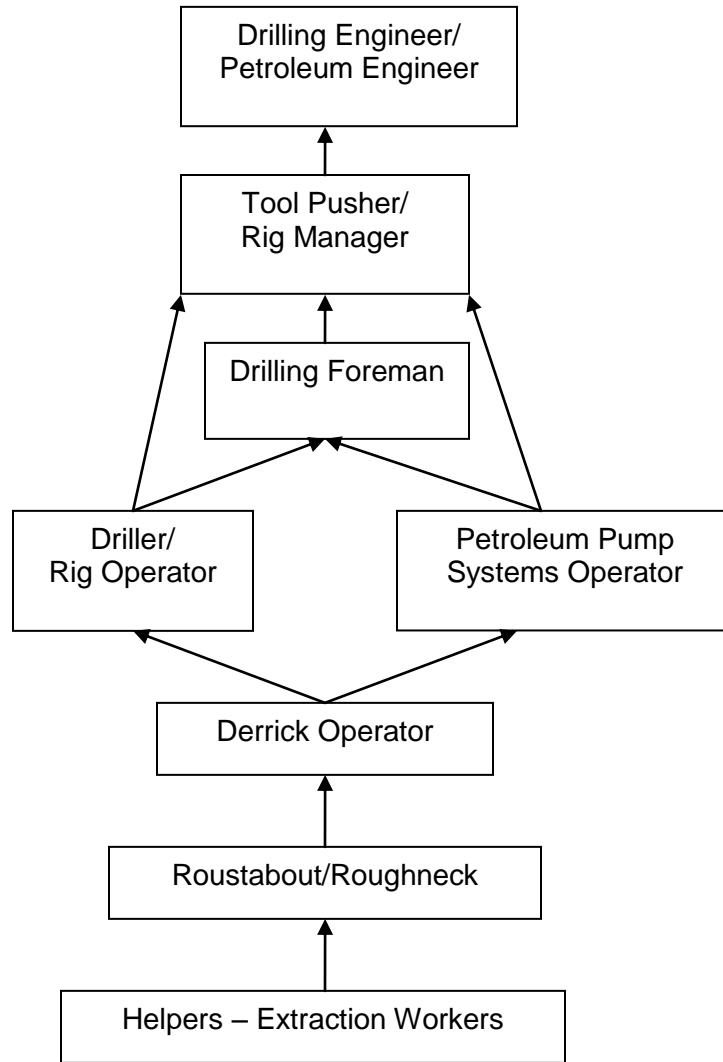 Drilling Engineer/
Petroleum Engineer
Tool Pusher/
Rig Manager
Drilling Foreman
Driller/
Rig Operator
Petroleum Pump
Systems Operator
Derrick Operator
Roustabout/Roughneck
Helpers – Extraction Workers